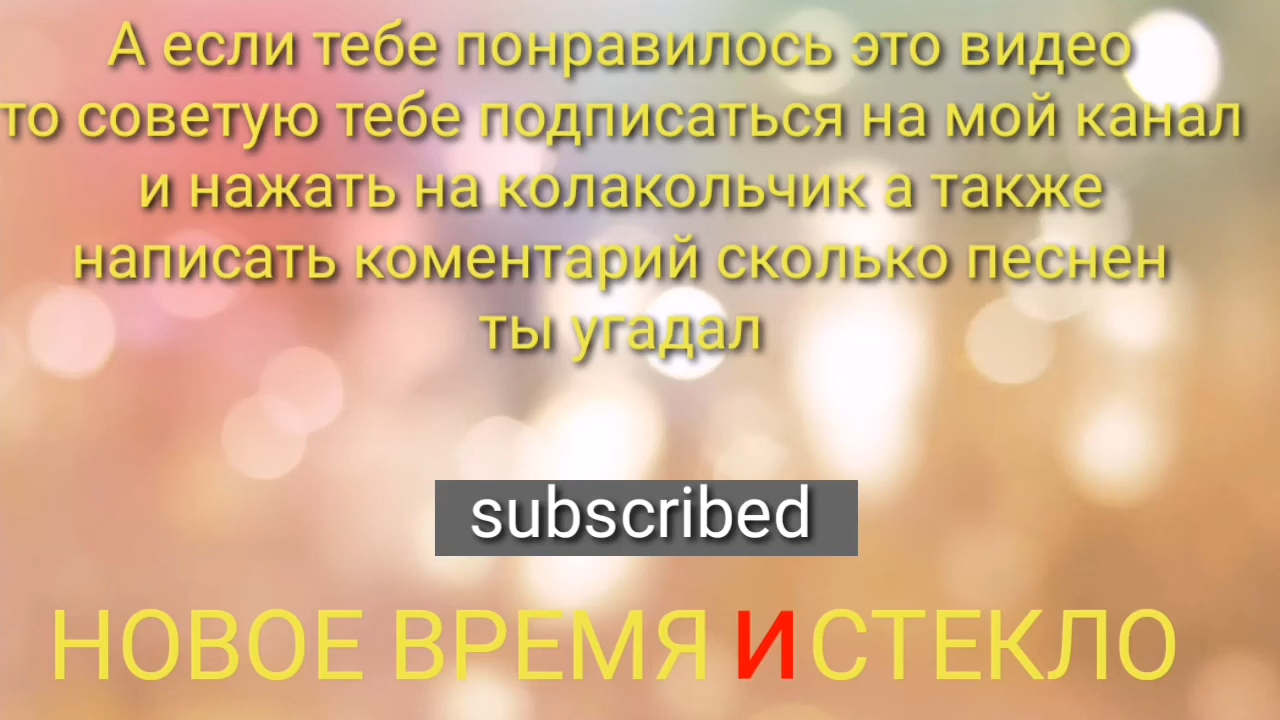 А если тебе понравилось это видео
то советую тебе подписаться на мой канал
и нажать на колакольчик а также
написать коментарий сколько песнен
ты угадал
subscribed
НОВОЕ ВРЕМЯ И СТЕКЛО